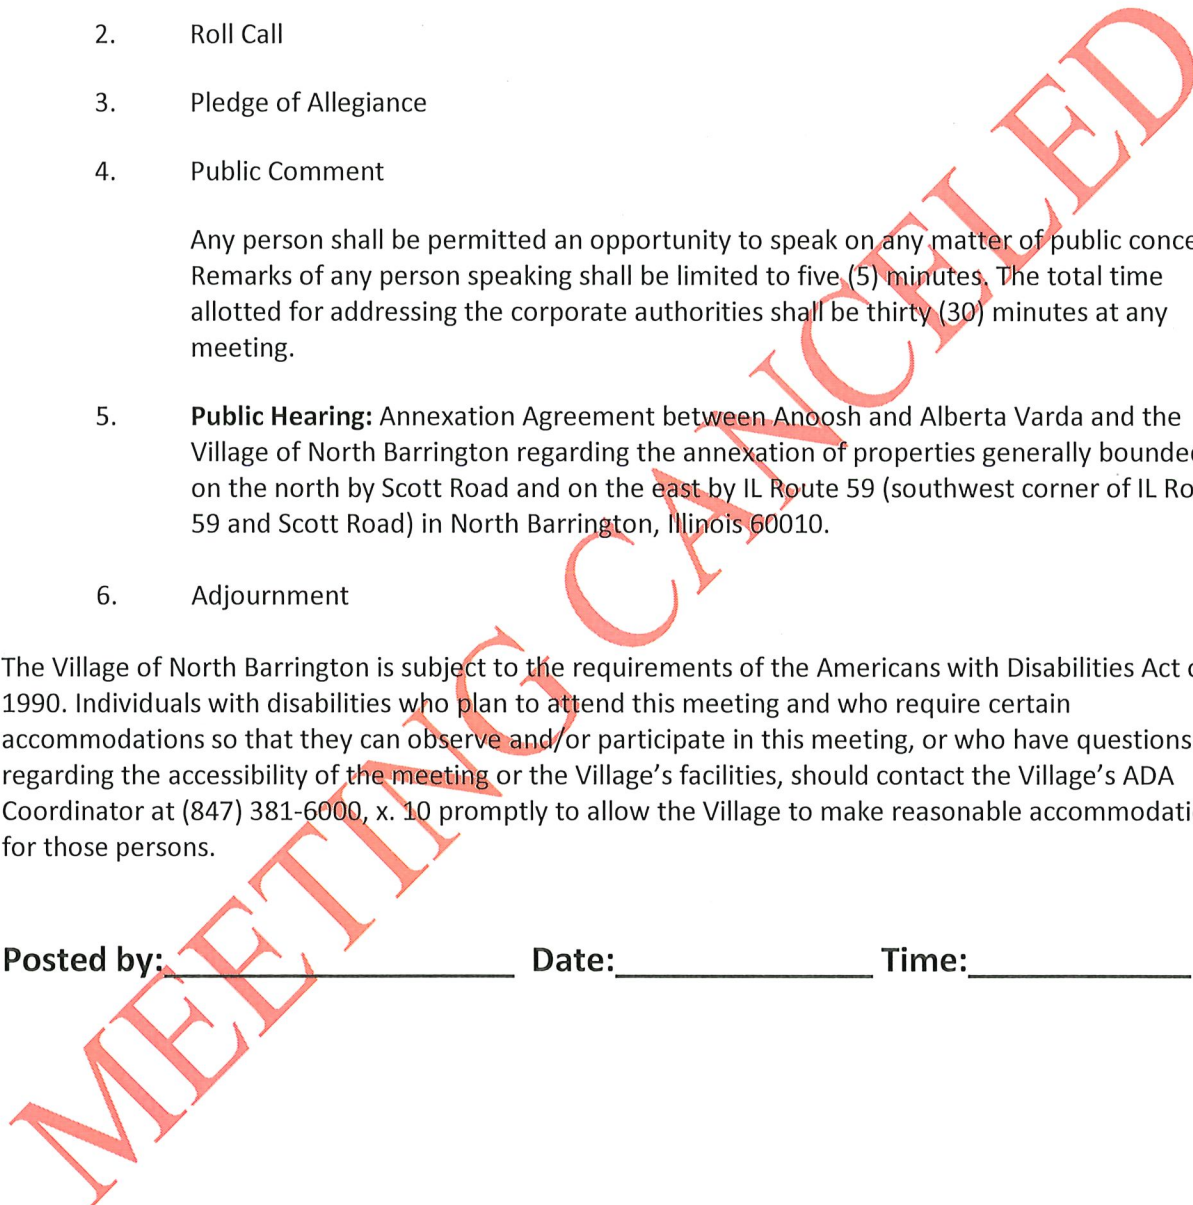 2. Roll Call
3. Pledge of Allegiance
4. Public Comment
Any person shall be permitted an opportunity to speak on any matter of public conce
Remarks of any person speaking shall be limited to five (5) minutes. The total time
allotted for addressing the corporate authorities shall be thirty (30) minutes at any
meeting.
5. Public Hearing: Annexation Agreement between Anoosh and Alberta Varda and the
Village of North Barrington regarding the annexation of properties generally bounde
on the north by Scott Road and on the east by IL Route 59 (southwest corner of IL Ro
59 and Scott Road) in North Barrington, Illinois 60010.
6. Adjournment
The Village of North Barrington is subject to the requirements of the Americans with Disabilities Act o
1990. Individuals with disabilities who plan to attend this meeting and who require certain
accommodations so that they can observe and/or participate in this meeting, or who have questions
regarding the accessibility of the meeting or the Village's facilities, should contact the Village's ADA
Coordinator at (847) 381-6000, x. 10 promptly to allow the Village to make reasonable accommodati
for those persons.
Posted by:____________________ Date:_______________ Time:_____________
MEETING CANCELED